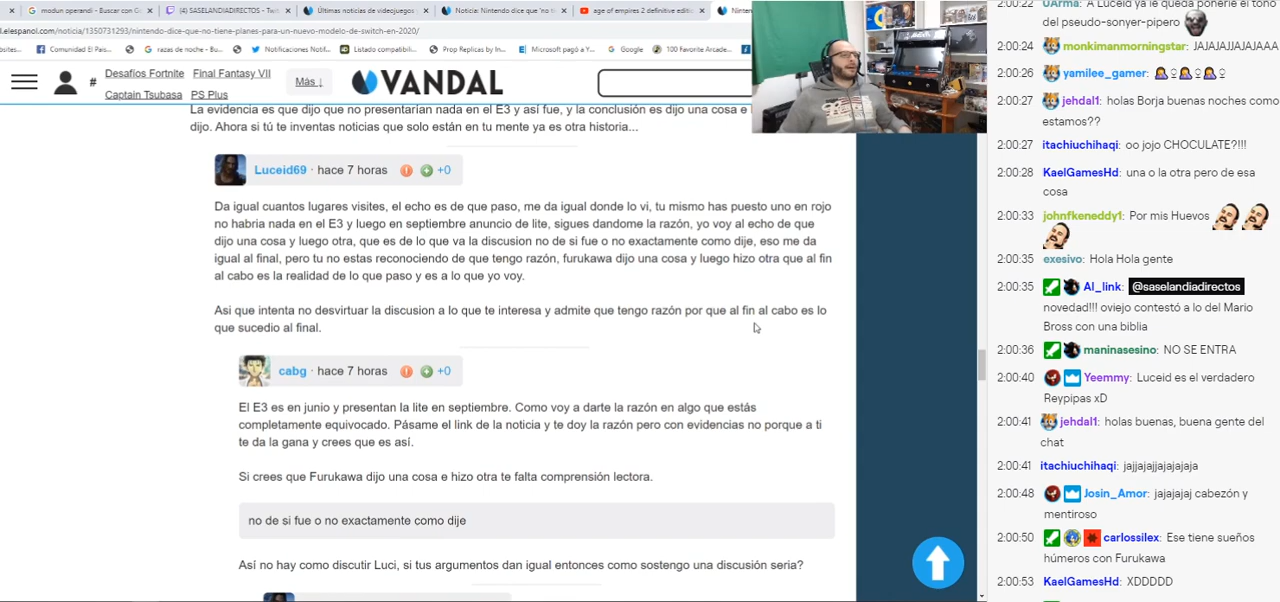 modun operandi - Buscar con Go
(4) SASELANDIADIRECTOS - Twit
Últimas noticias de videojuegos
Noticia: Nintendo dice que 'no ti
age of empires 2 definitive editi
Ninten
l.elespanol.com/noticia/1350731293/nintendo-dice-que-no-tiene-planes-para-un-nuevo-modelo-de-switch-en-2020/
Comunidad El Pais...
razas de noche - Bu...
Notificaciones Notif...
Listado compatibili...
Prop Replicas by In...
Microsoft pagó a Y...
Google
100 Favorite Arcade...
# Desafíos Fortnite Final Fantasy VII
Captain Tsubasa PS Plus
Más ↓
VANDAL
La evidencia es que dijo que no presentarían nada en el E3 y así fue, y la conclusión es dijo una cosa e
dijo. Ahora si tú te inventas noticias que solo están en tu mente ya es otra historia...
Luceid69 · hace 7 horas +0
Da igual cuantos lugares visites, el echo es de que paso, me da igual donde lo vi, tu mismo has puesto uno en rojo
no habria nada en el E3 y luego en septiembre anuncio de lite, sigues dandome la razón, yo voy al echo de que
dijo una cosa y luego otra, que es de lo que va la discusion no de si fue o no exactamente como dije, eso me da
igual al final, pero tu no estas reconociendo de que tengo razón, furukawa dijo una cosa y luego hizo otra que al fin
al cabo es la realidad de lo que paso y es a lo que yo voy.
Asi que intenta no desvirtuar la discusion a lo que te interesa y admite que tengo razón por que al fin al cabo es lo
que sucedio al final.
cabg · hace 7 horas +0
El E3 es en junio y presentan la lite en septiembre. Como voy a darte la razón en algo que estás
completamente equivocado. Pásame el link de la noticia y te doy la razón pero con evidencias no porque a ti
te da la gana y crees que es así.
Si crees que Furukawa dijo una cosa e hizo otra te falta comprensión lectora.
no de si fue o no exactamente como dije
Así no hay como discutir Luci, si tus argumentos dan igual entonces como sostengo una discusión seria?
2:00:22 UArma: A Luceid ya le queda ponerle el tono
del pseudo-sonyer-pipero
2:00:24 monkimanmorningstar: JAJAJAJJAJAJAAA
2:00:26 yamilee_gamer:
2:00:27 jehdal1: holas Borja buenas noches como
estamos??
2:00:27 itachiuchihaqi: oo jojo CHOCULATE?!!!
2:00:28 KaelGamesHd: una o la otra pero de esa
cosa
2:00:33 johnfkeneddy1: Por mis Huevos
2:00:35 exesivo: Hola Hola gente
2:00:35 Al_link: @saselandiadirectos
novedad!!! oviejo contestó a lo del Mario
Bross con una biblia
2:00:36 maninasesino: NO SE ENTRA
2:00:40 Yeemmy: Luceid es el verdadero
Reypipas xD
2:00:41 jehdal1: holas buenas, buena gente del
chat
2:00:41 itachiuchihaqi: jajjajajjajajajaja
2:00:48 Josin_Amor: jajajajaj cabezón y
mentiroso
2:00:50 carlossilex: Ese tiene sueños
húmeros con Furukawa
2:00:53 KaelGamesHd: XDDDDD